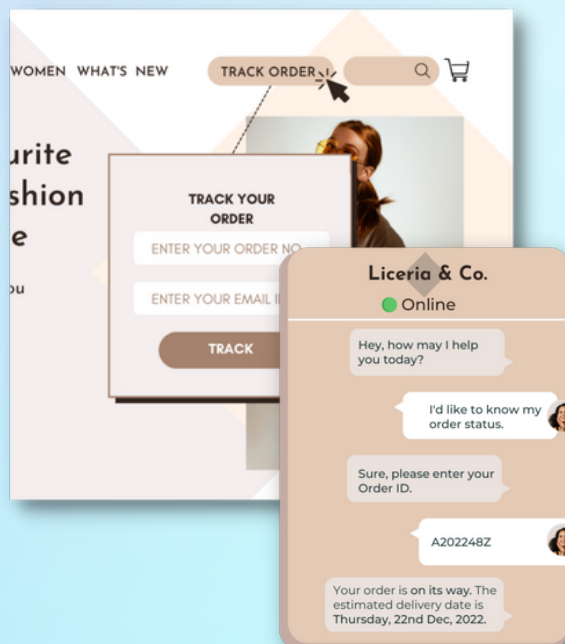 WOMEN WHAT'S NEW
TRACK ORDER
urite
shion
e
ou
TRACK YOUR
ORDER
ENTER YOUR ORDER NO
ENTER YOUR EMAIL I
TRACK
Liceria & Co.
Online
Hey, how may I help
you today?
I'd like to know my
order status.
Sure, please enter your
Order ID.
A202248Z
Your order is on its way. The
estimated delivery date is
Thursday, 22nd Dec, 2022.